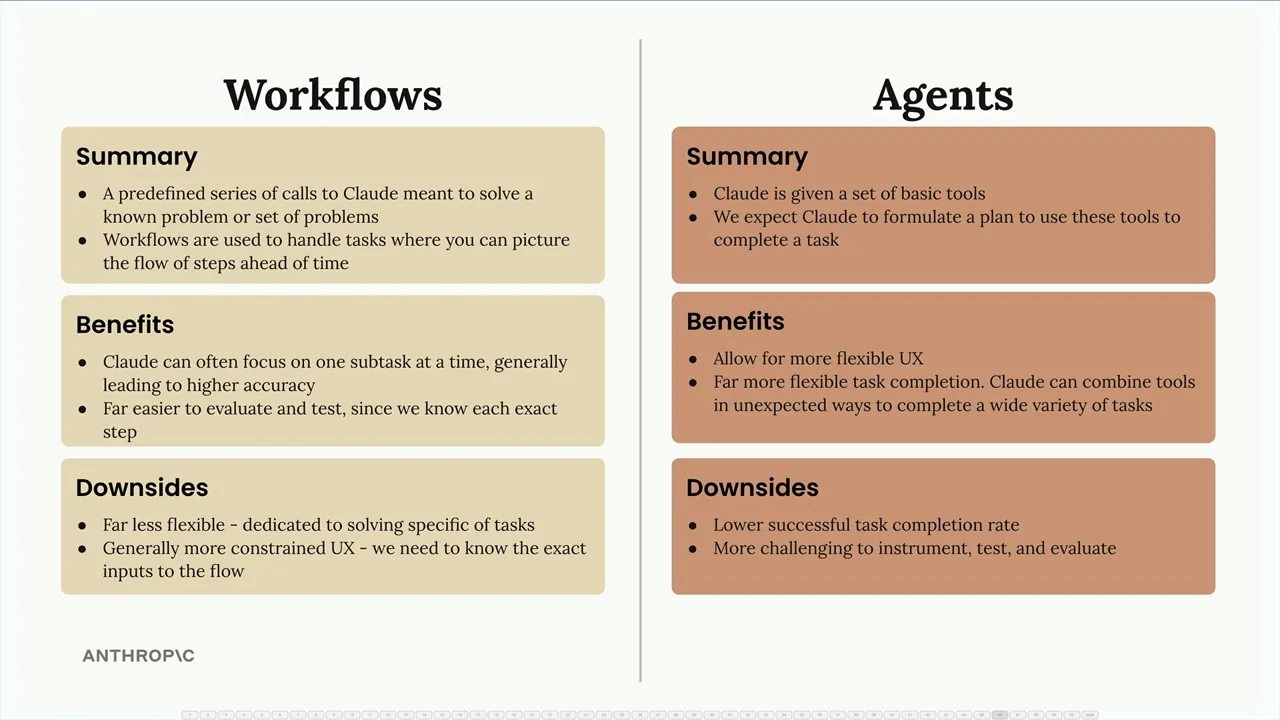 Workflows
Summary
● A predefined series of calls to Claude meant to solve a
known problem or set of problems
● Workflows are used to handle tasks where you can picture
the flow of steps ahead of time
Benefits
● Claude can often focus on one subtask at a time, generally
leading to higher accuracy
● Far easier to evaluate and test, since we know each exact
step
Downsides
● Far less flexible - dedicated to solving specific of tasks
● Generally more constrained UX - we need to know the exact
inputs to the flow
ANTHROP\C
Agents
Summary
● Claude is given a set of basic tools
● We expect Claude to formulate a plan to use these tools to
complete a task
Benefits
● Allow for more flexible UX
● Far more flexible task completion. Claude can combine tools
in unexpected ways to complete a wide variety of tasks
Downsides
● Lower successful task completion rate
● More challenging to instrument, test, and evaluate